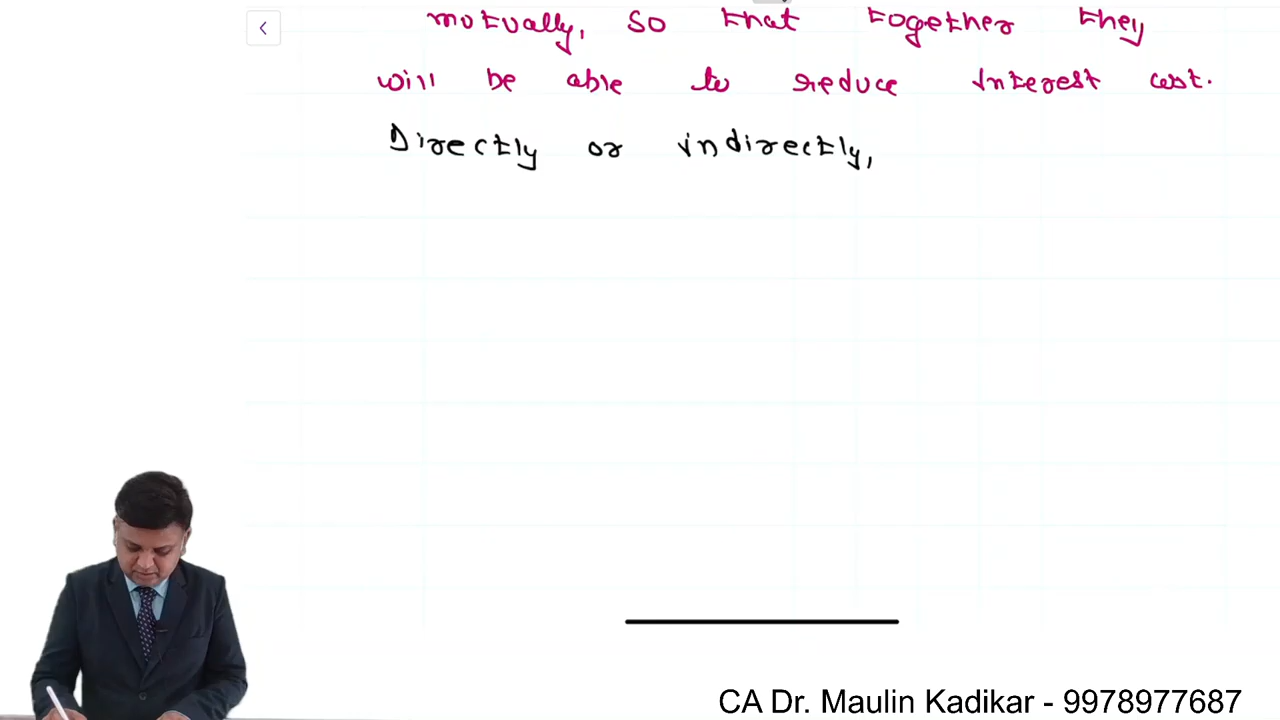 mutually, so that together they
will be able to reduce interest cost.
Directly or indirectly,
CA Dr. Maulin Kadikar - 9978977687